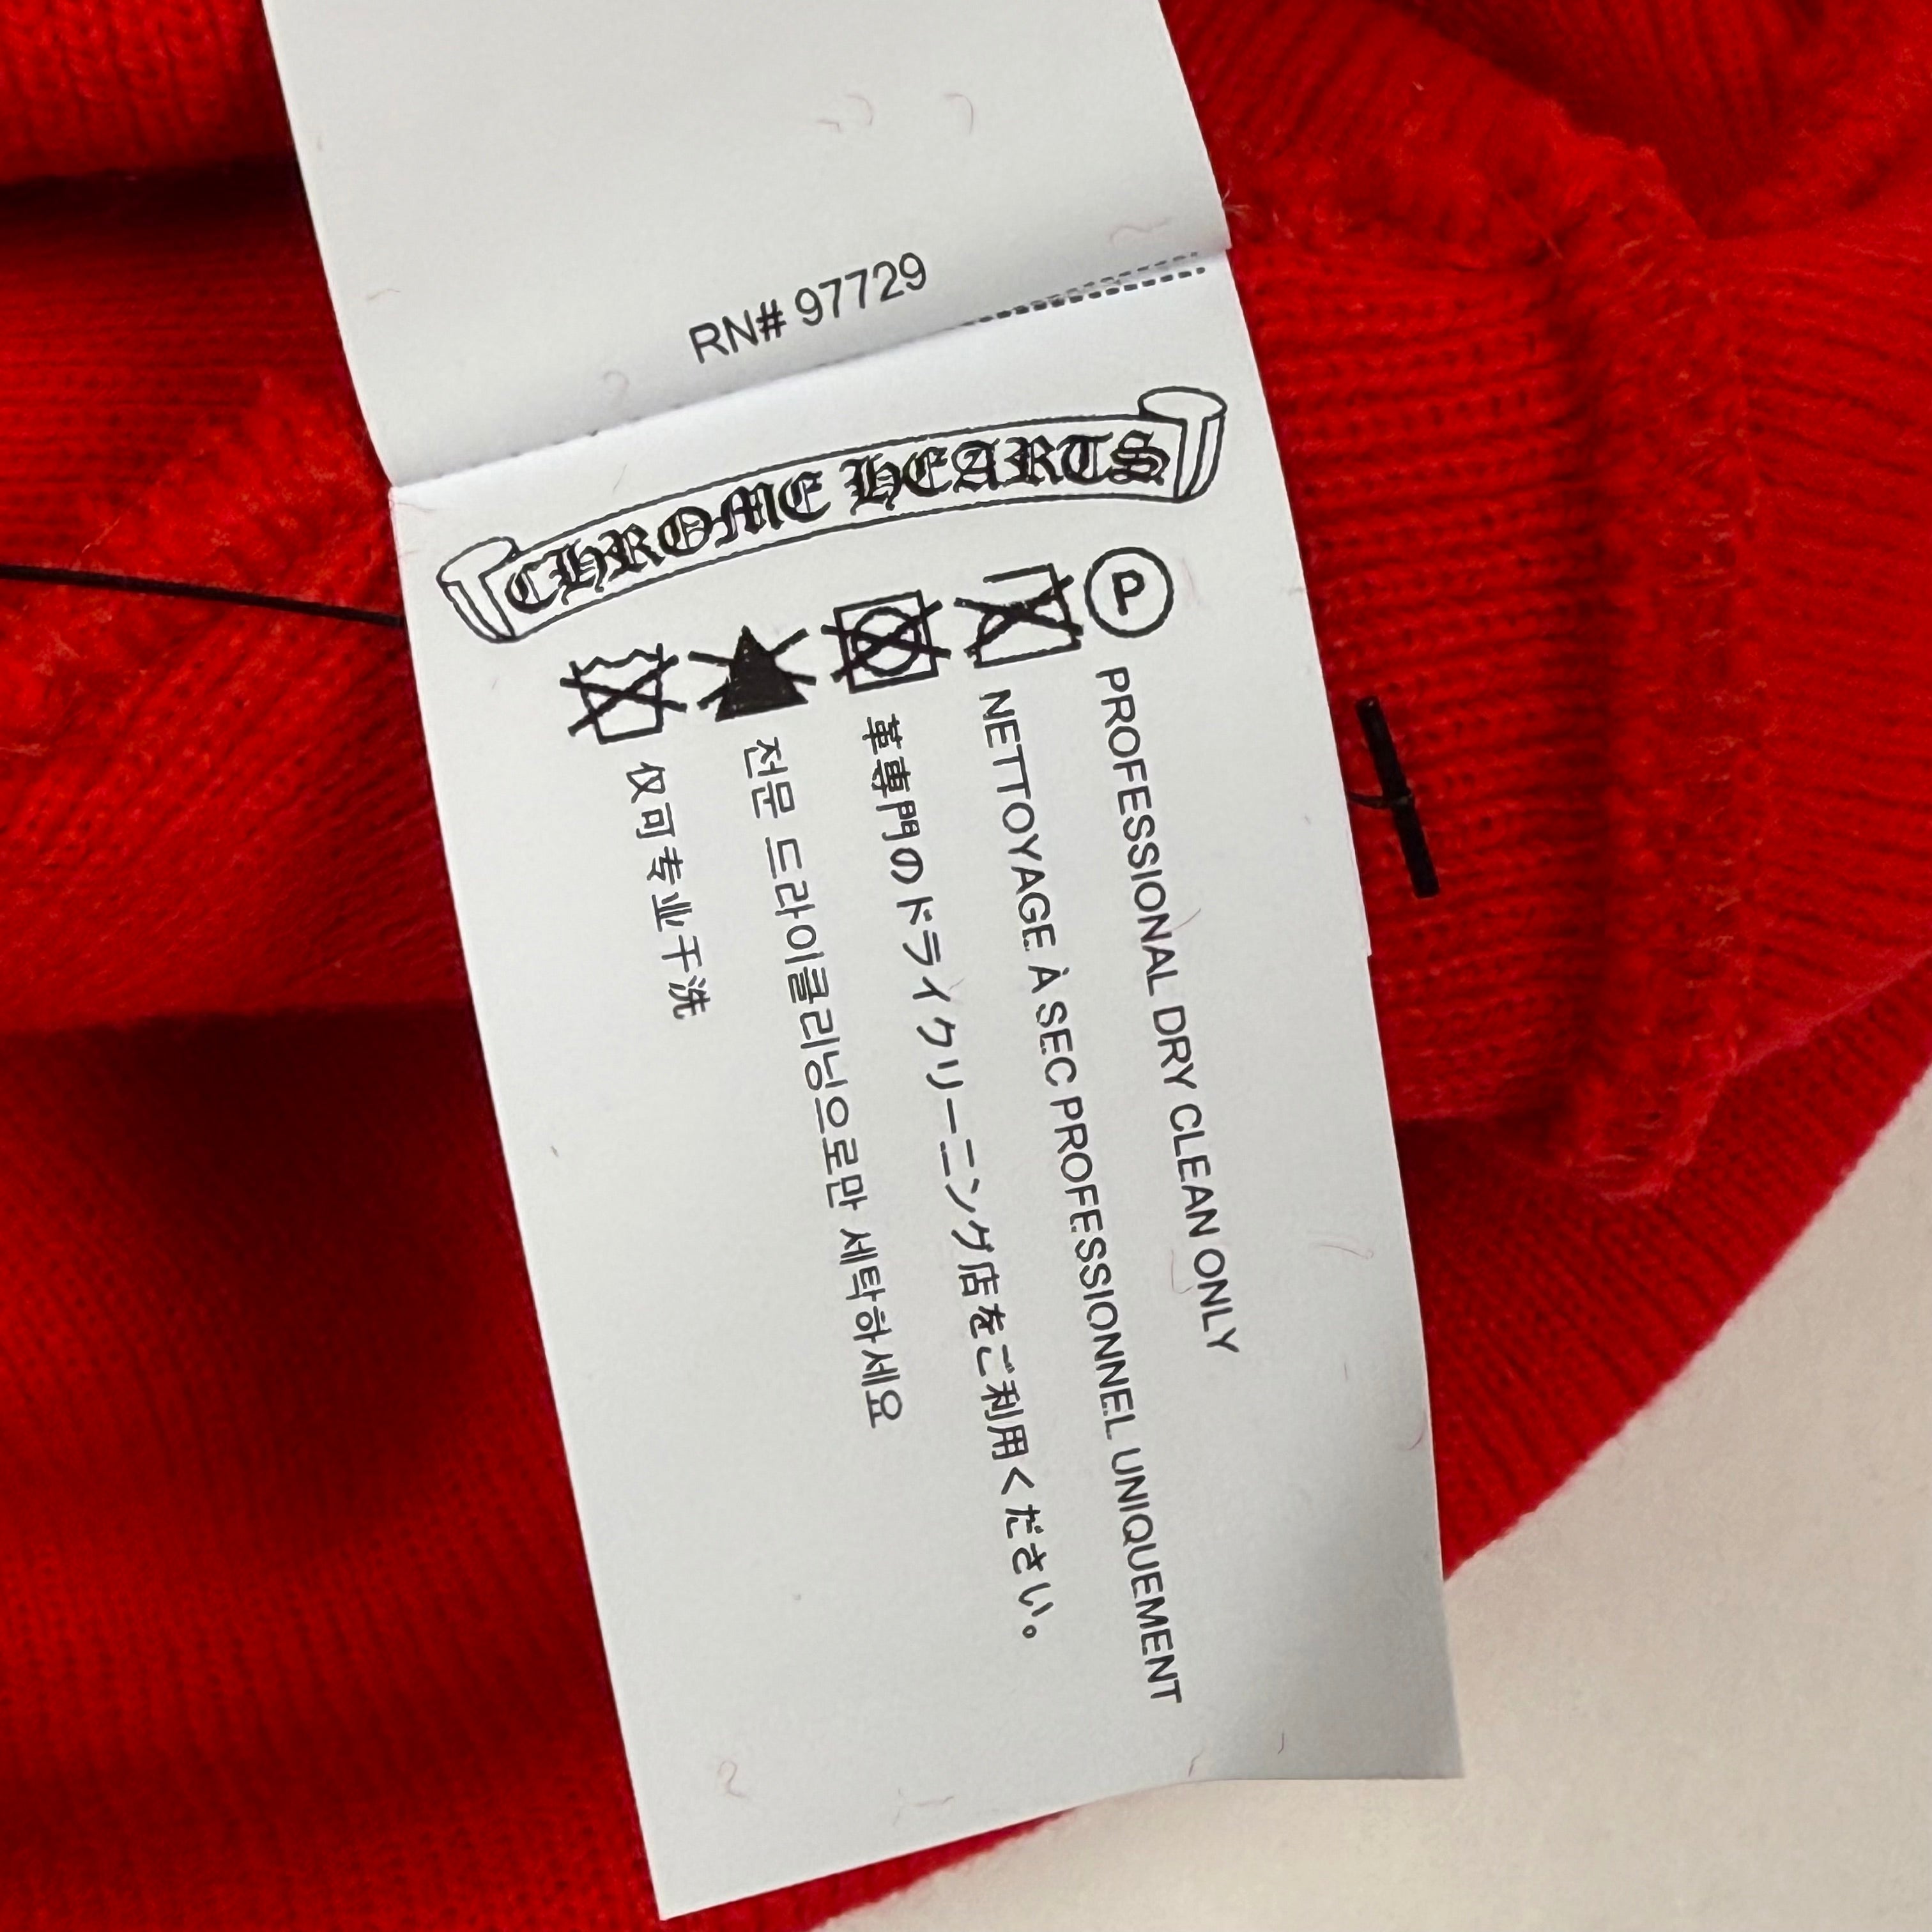 RN# 97729
CHROME HEARTS
P
PROFESSIONAL DRY CLEAN ONLY
NETTOYAGE À SEC PROFESSIONNEL UNIQUEMENT
革専門のドライクリーニング店をご利用ください。
전문 드라이클리닝으로만 세탁하세요
仅可专业干洗